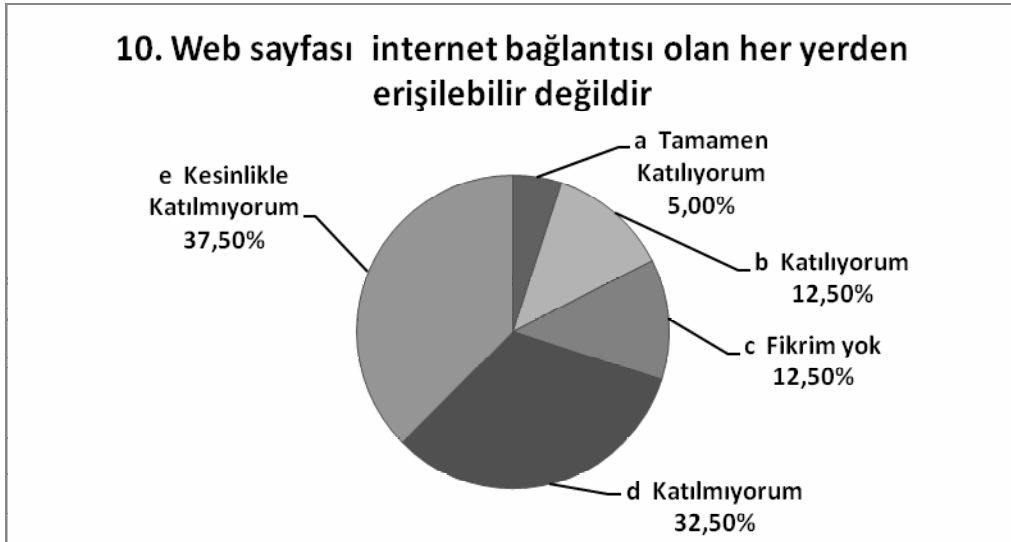 10. Web sayfası internet bağlantısı olan her yerden
erişilebilir değildir
a Tamamen
Katılıyorum
5,00%
b Katılıyorum
12,50%
c Fikrim yok
12,50%
d Katılmıyorum
32,50%
e Kesinlikle
Katılmıyorum
37,50%